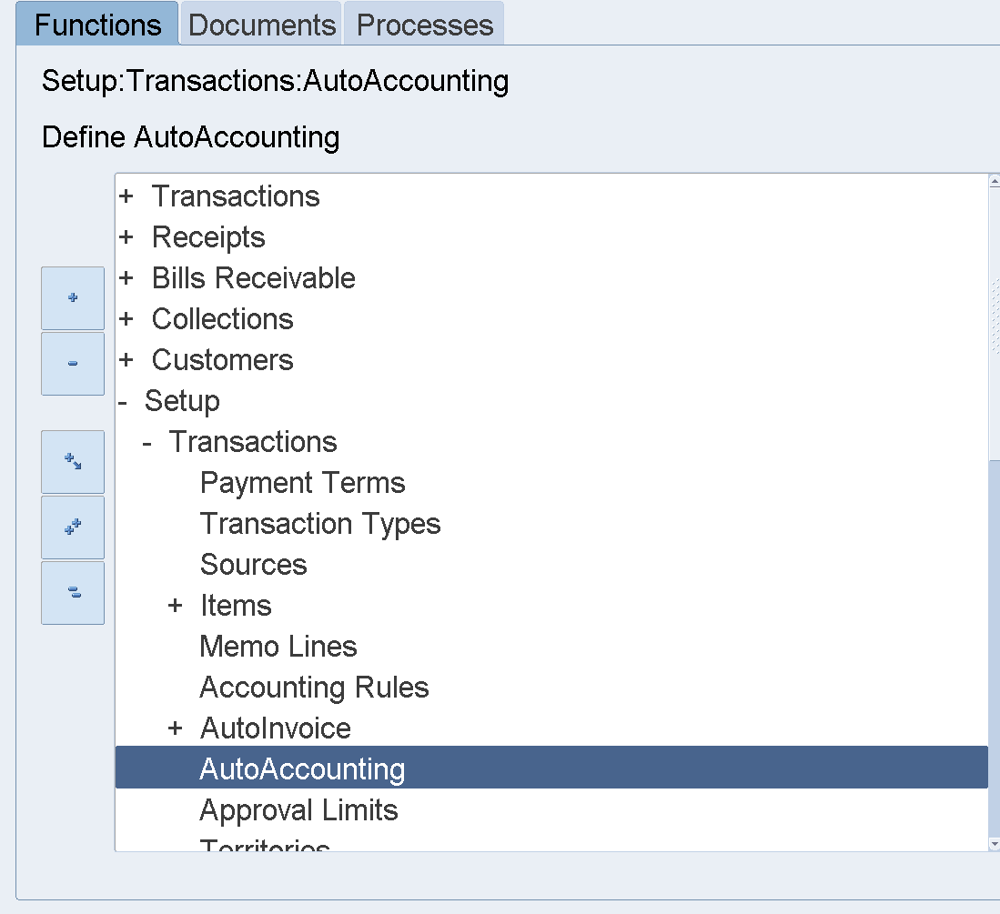 Functions Documents Processes
Setup:Transactions:AutoAccounting
Define AutoAccounting
+ Transactions
+ Receipts
+ Bills Receivable
+ Collections
+ Customers
- Setup
- Transactions
Payment Terms
Transaction Types
Sources
+ Items
Memo Lines
Accounting Rules
+ AutoInvoice
AutoAccounting
Approval Limits
Territories